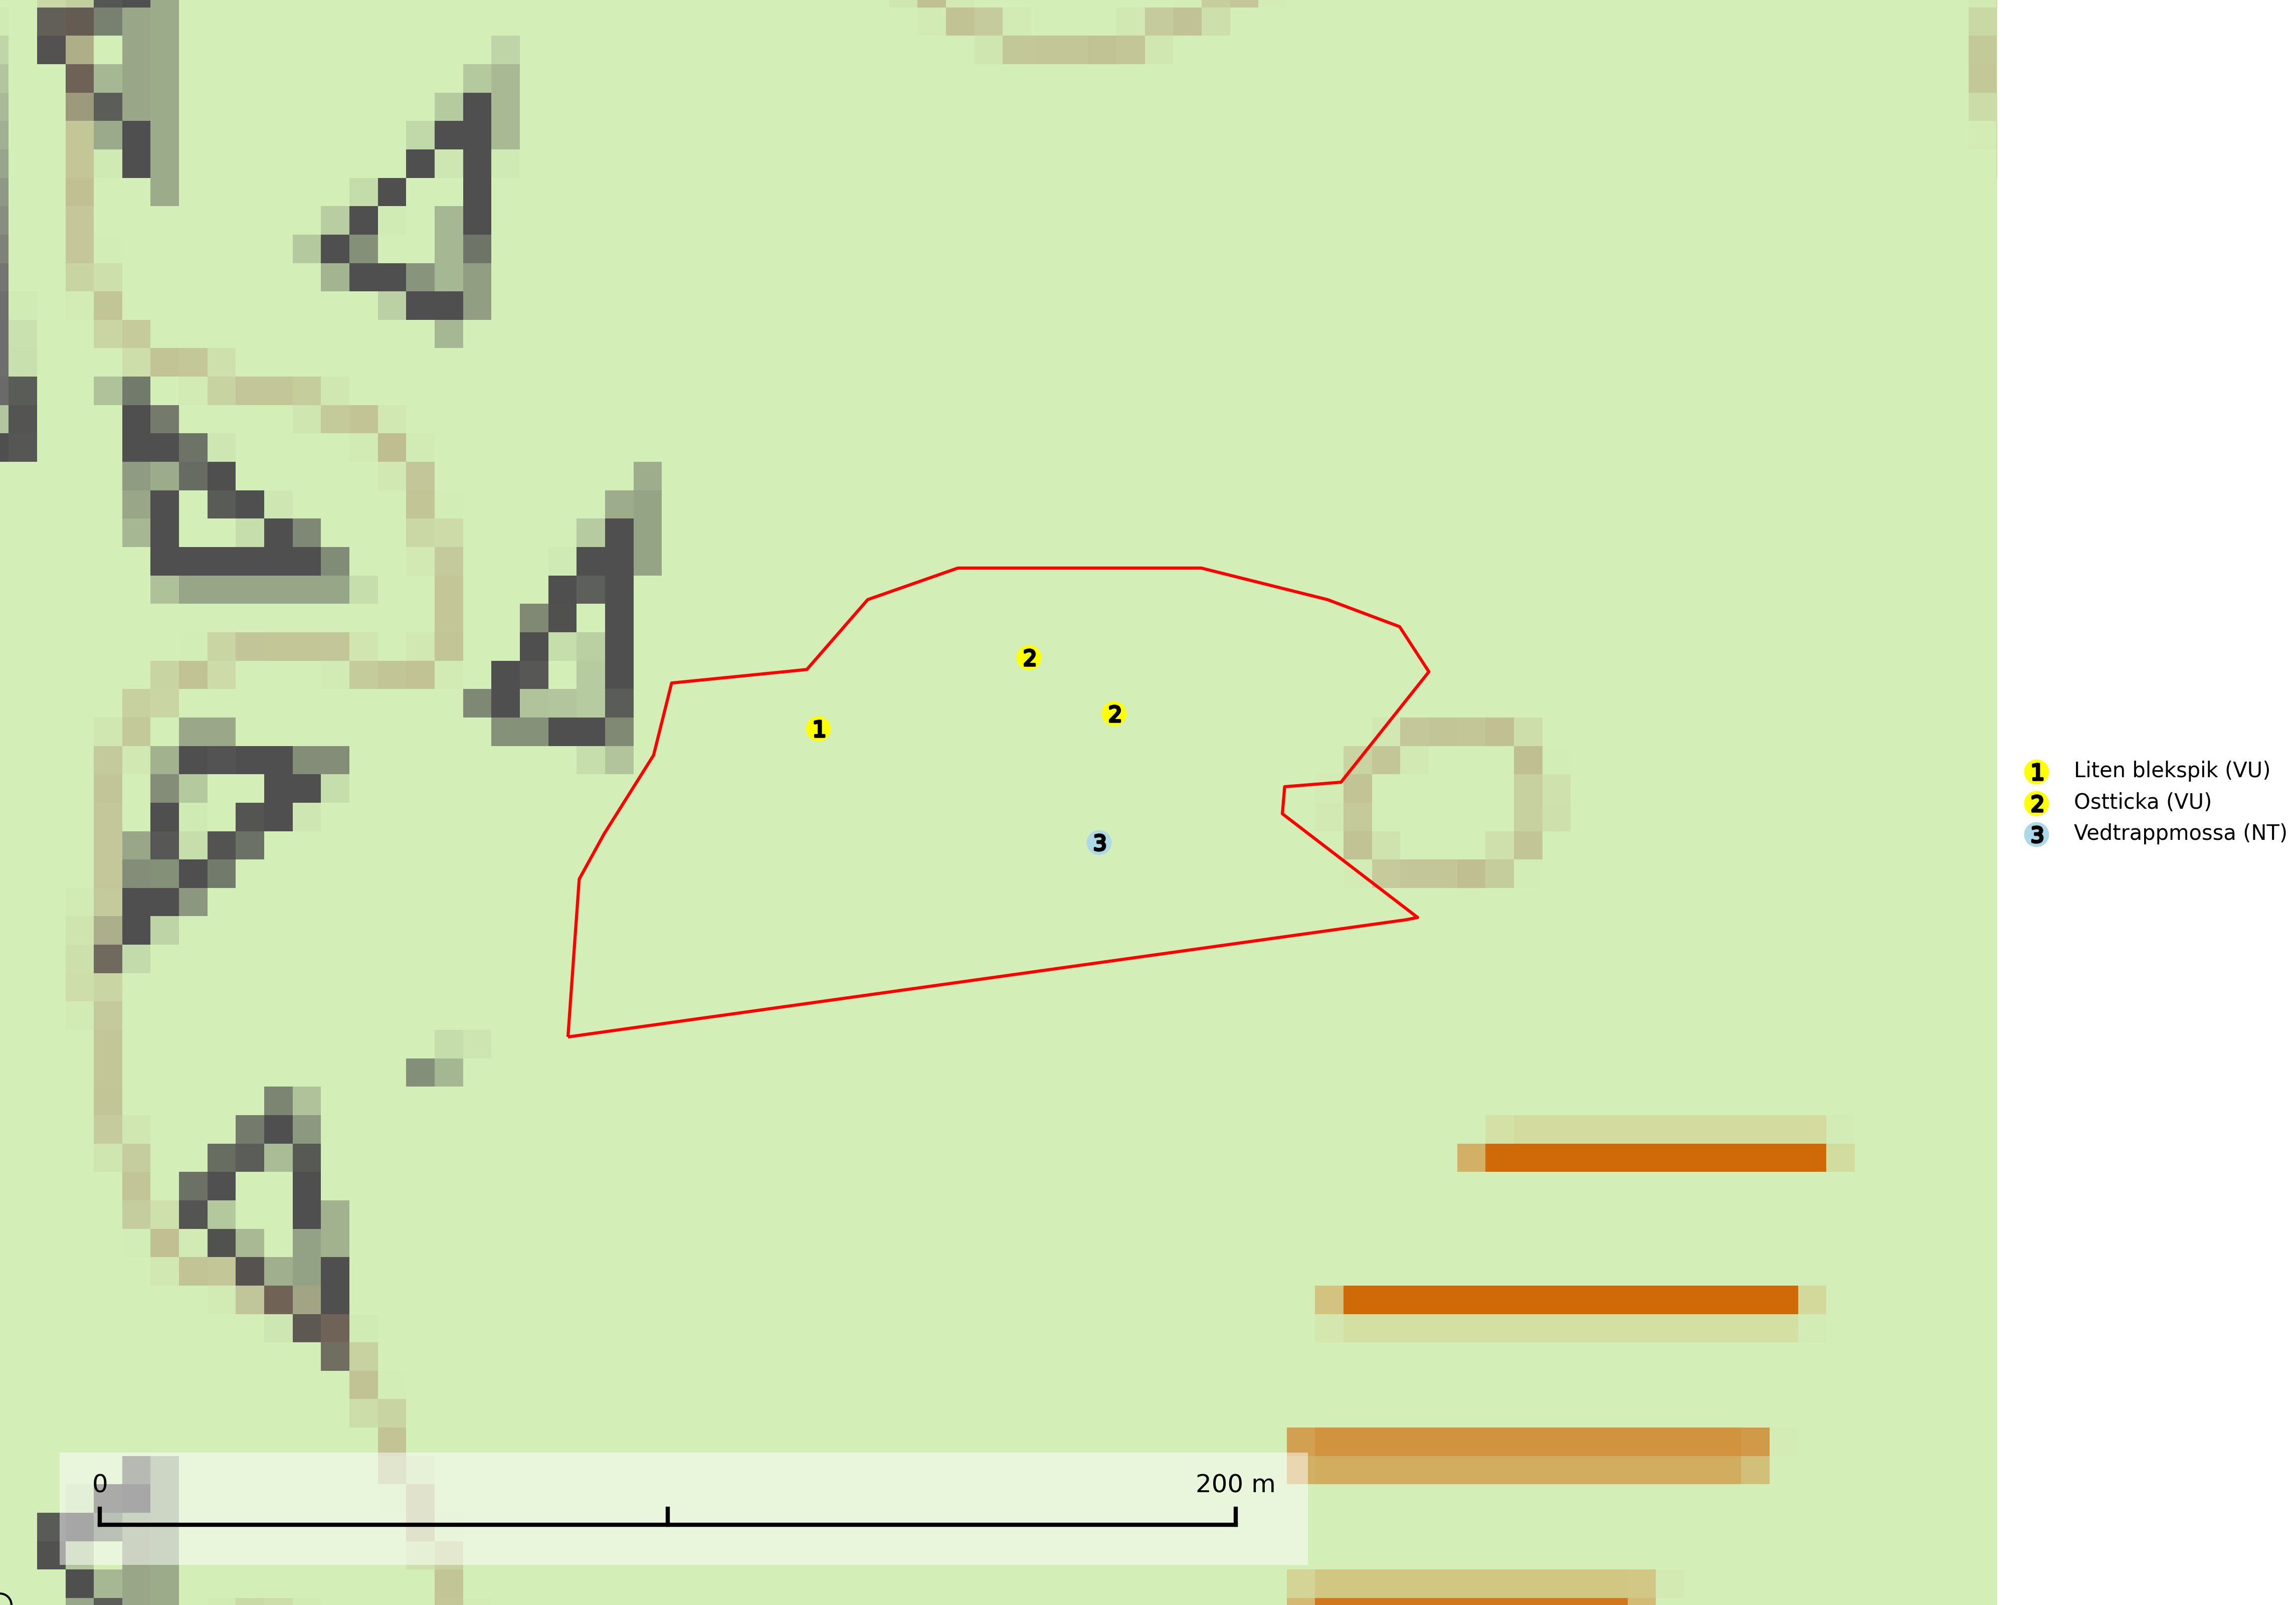 2
2
1
3
1 Liten blekspik (VU)
2 Ostticka (VU)
3 Vedtrappmossa (NT)
0 200 m